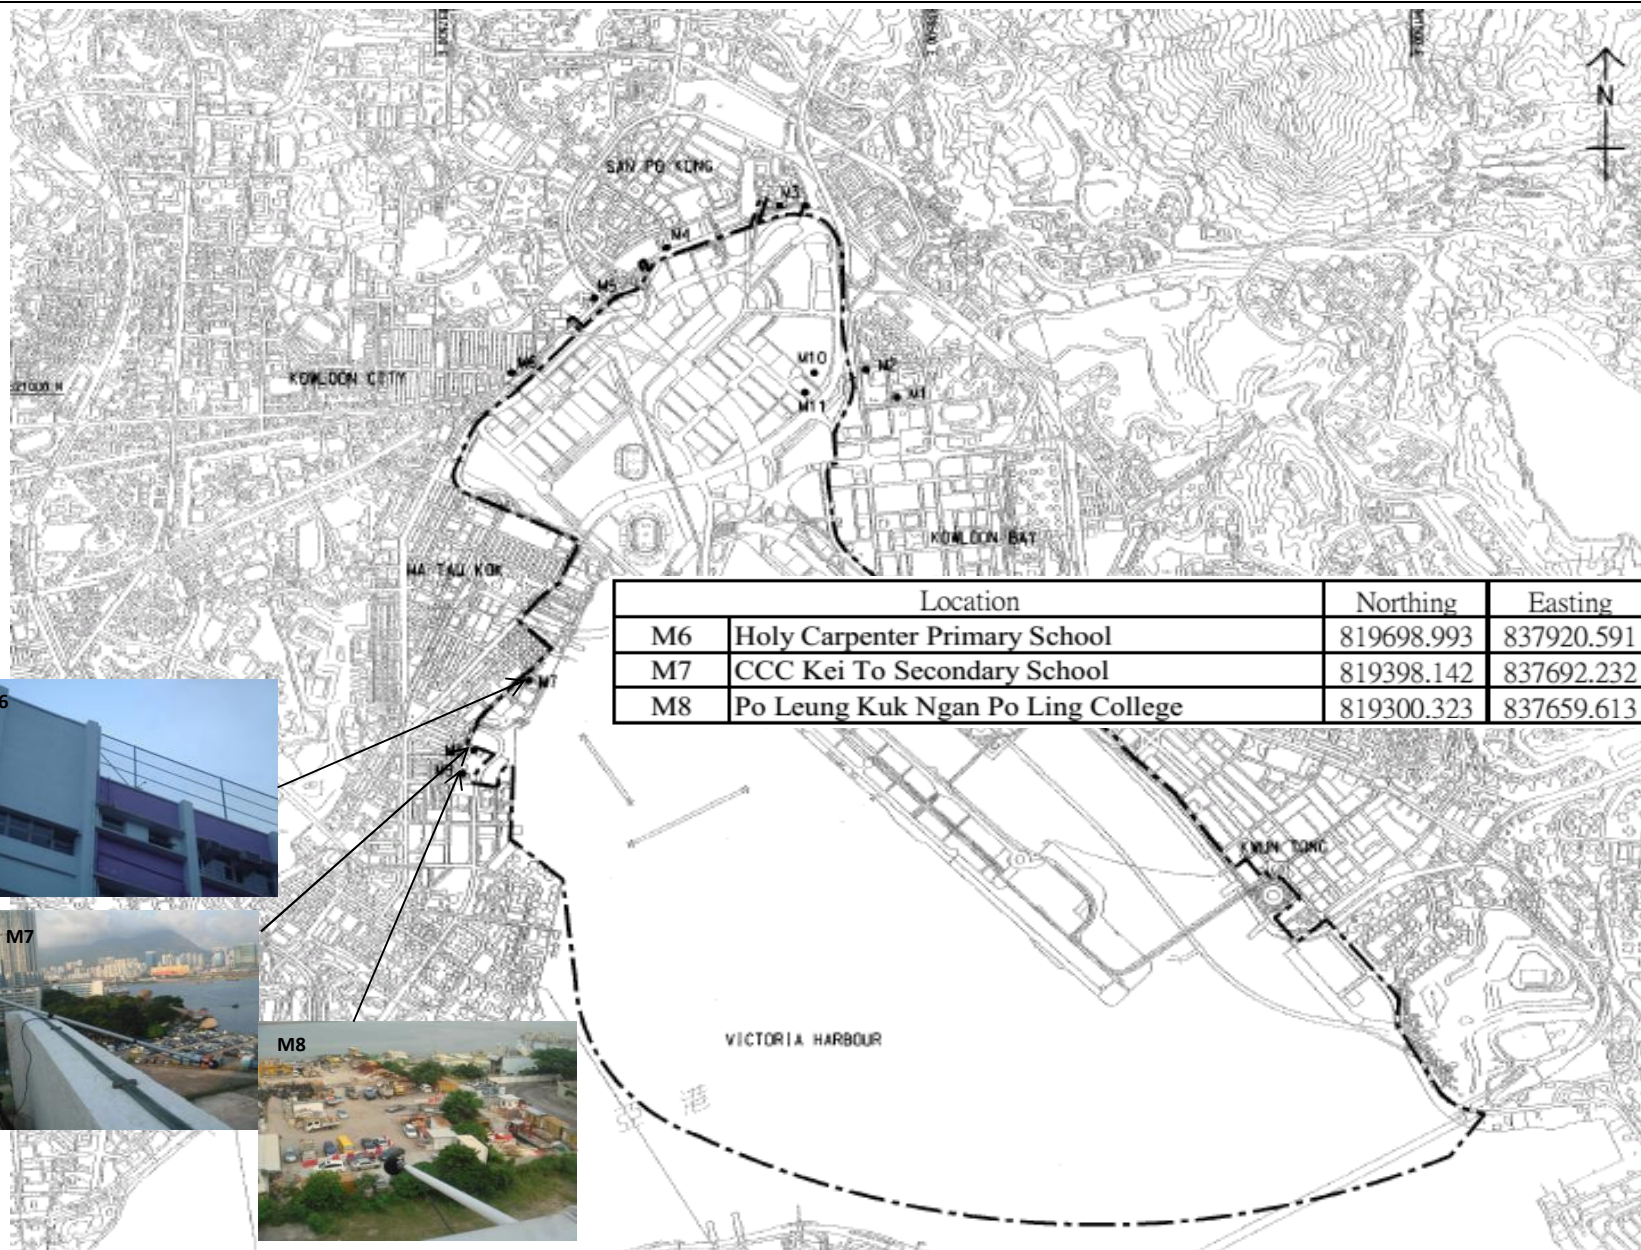 N
SAN PO KONG
M3
M4
M5
M10
M2
KOWLOON CITY
M6
M1
M11
KOWLOON BAY
MA TAU KOK
Location Northing Easting
M6 Holy Carpenter Primary School 819698.993 837920.591
M7 CCC Kei To Secondary School 819398.142 837692.232
M8 Po Leung Kuk Ngan Po Ling College 819300.323 837659.613
M7
6
KWUN TONG
M7
M8
VICTORIA HARBOUR
港